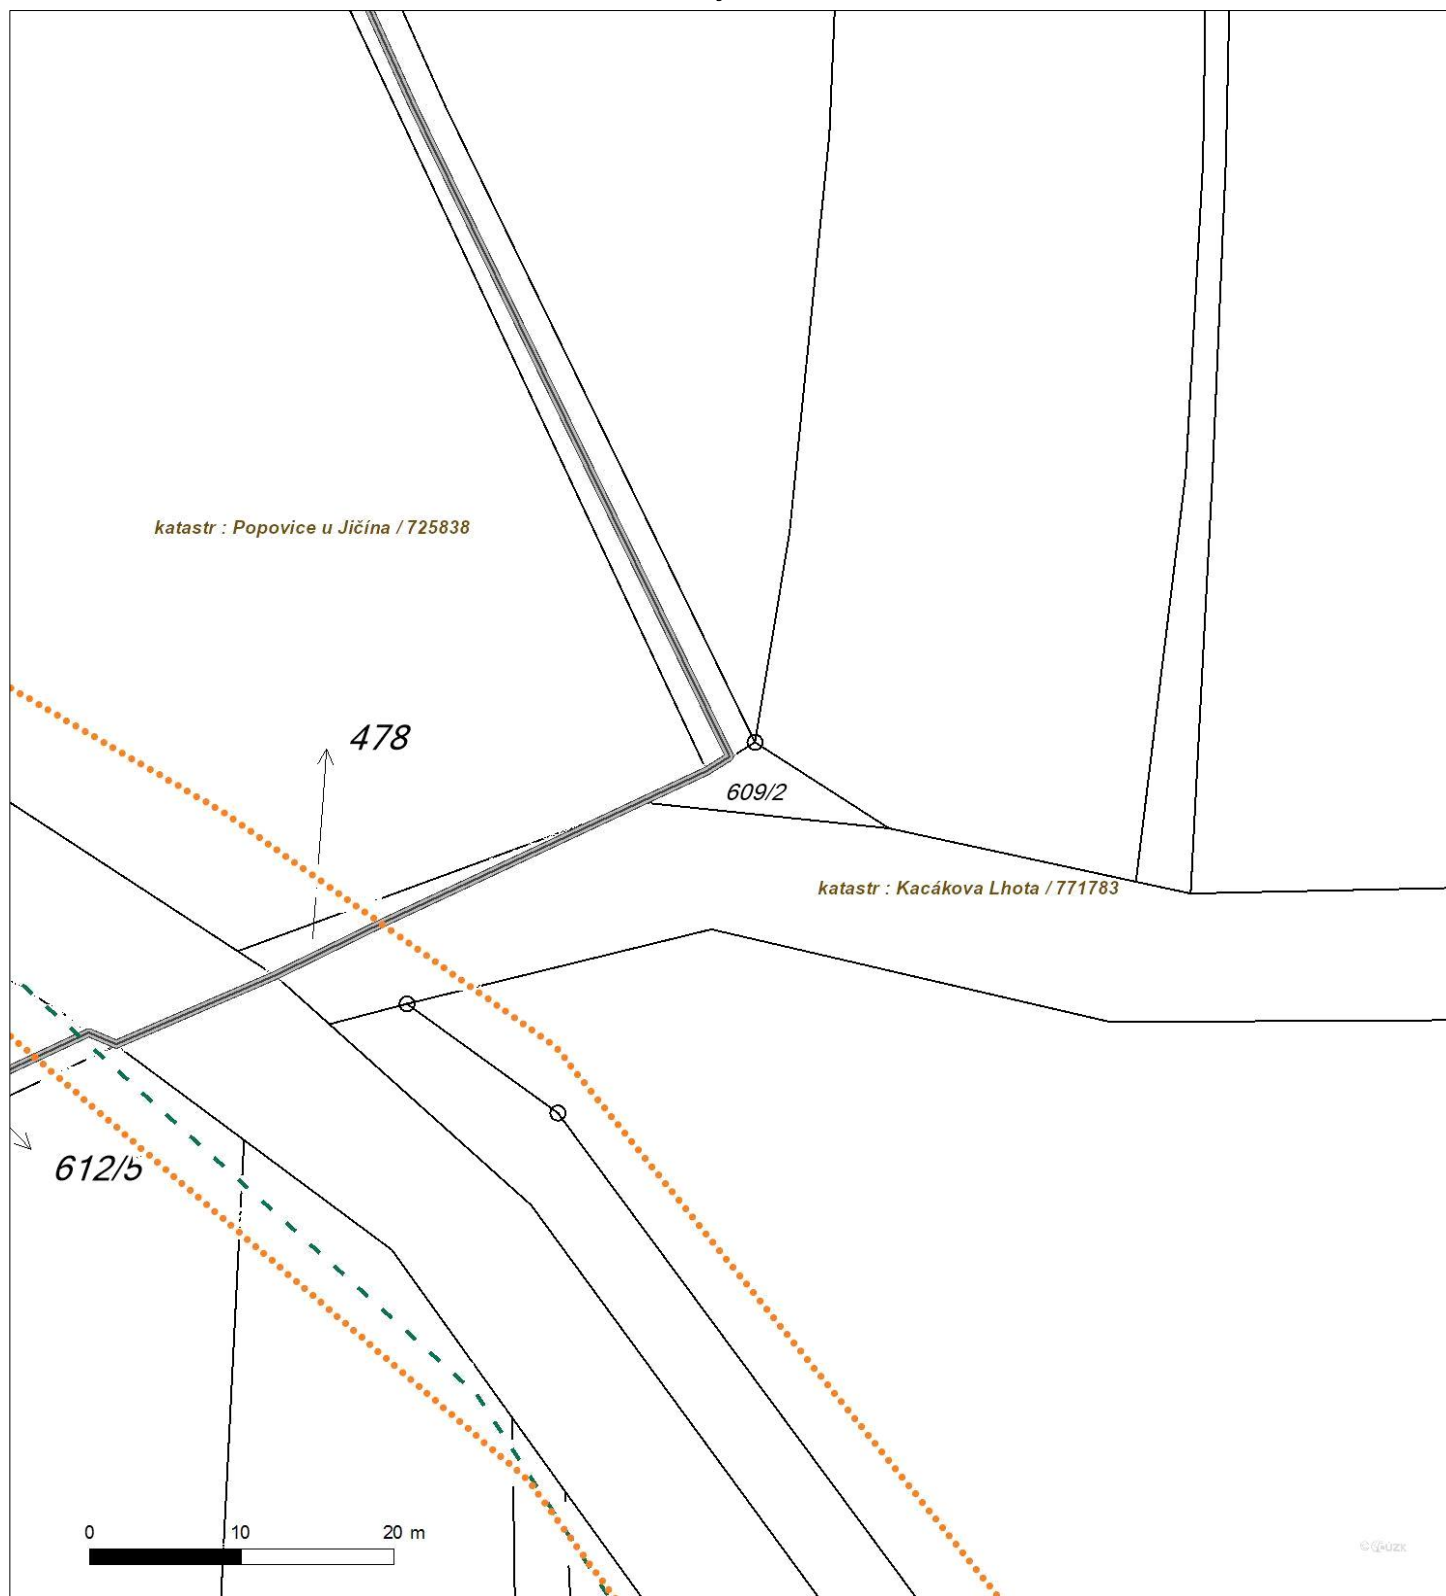 katastr : Popovice u Jičína / 725838
478
609/2
katastr : Kacákova Lhota / 771783
612/5
0 10 20 m